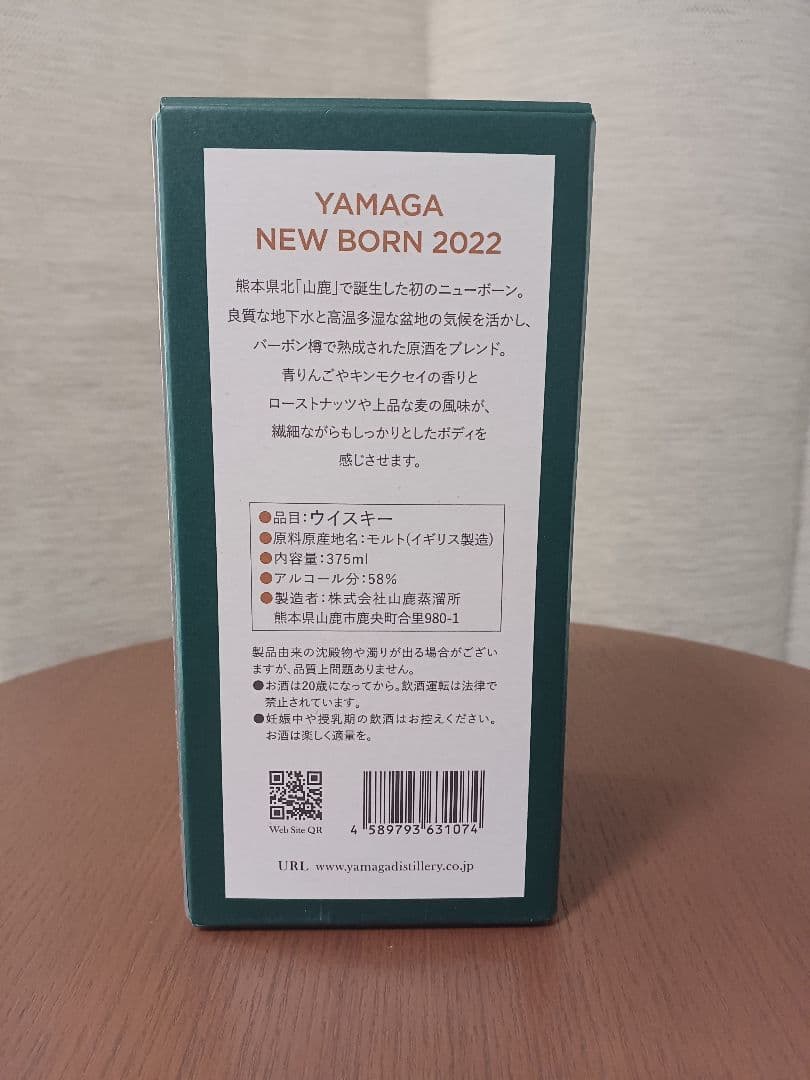 YAMAGA
NEW BORN 2022
熊本県北「山鹿」で誕生した初のニューボーン。
良質な地下水と高温多湿な盆地の気候を活かし、
バーボン樽で熟成された原酒をブレンド。
青りんごやキンモクセイの香りと
ローストナッツや上品な麦の風味が、
繊細ながらもしっかりとしたボディを
感じさせます。
●品目:ウイスキー
●原料原産地名:モルト(イギリス製造)
●内容量:375ml
●アルコール分:58%
●製造者:株式会社山鹿蒸溜所
熊本県山鹿市鹿央町合里980-1
製品由来の沈殿物や濁りが出る場合がござい
ますが、品質上問題ありません。
●お酒は20歳になってから。飲酒運転は法律で
禁止されています。
●妊娠中や授乳期の飲酒はお控えください。
お酒は楽しく適量を。
Web Site QR
4 589793 631074
URL www.yamagadistillery.co.jp